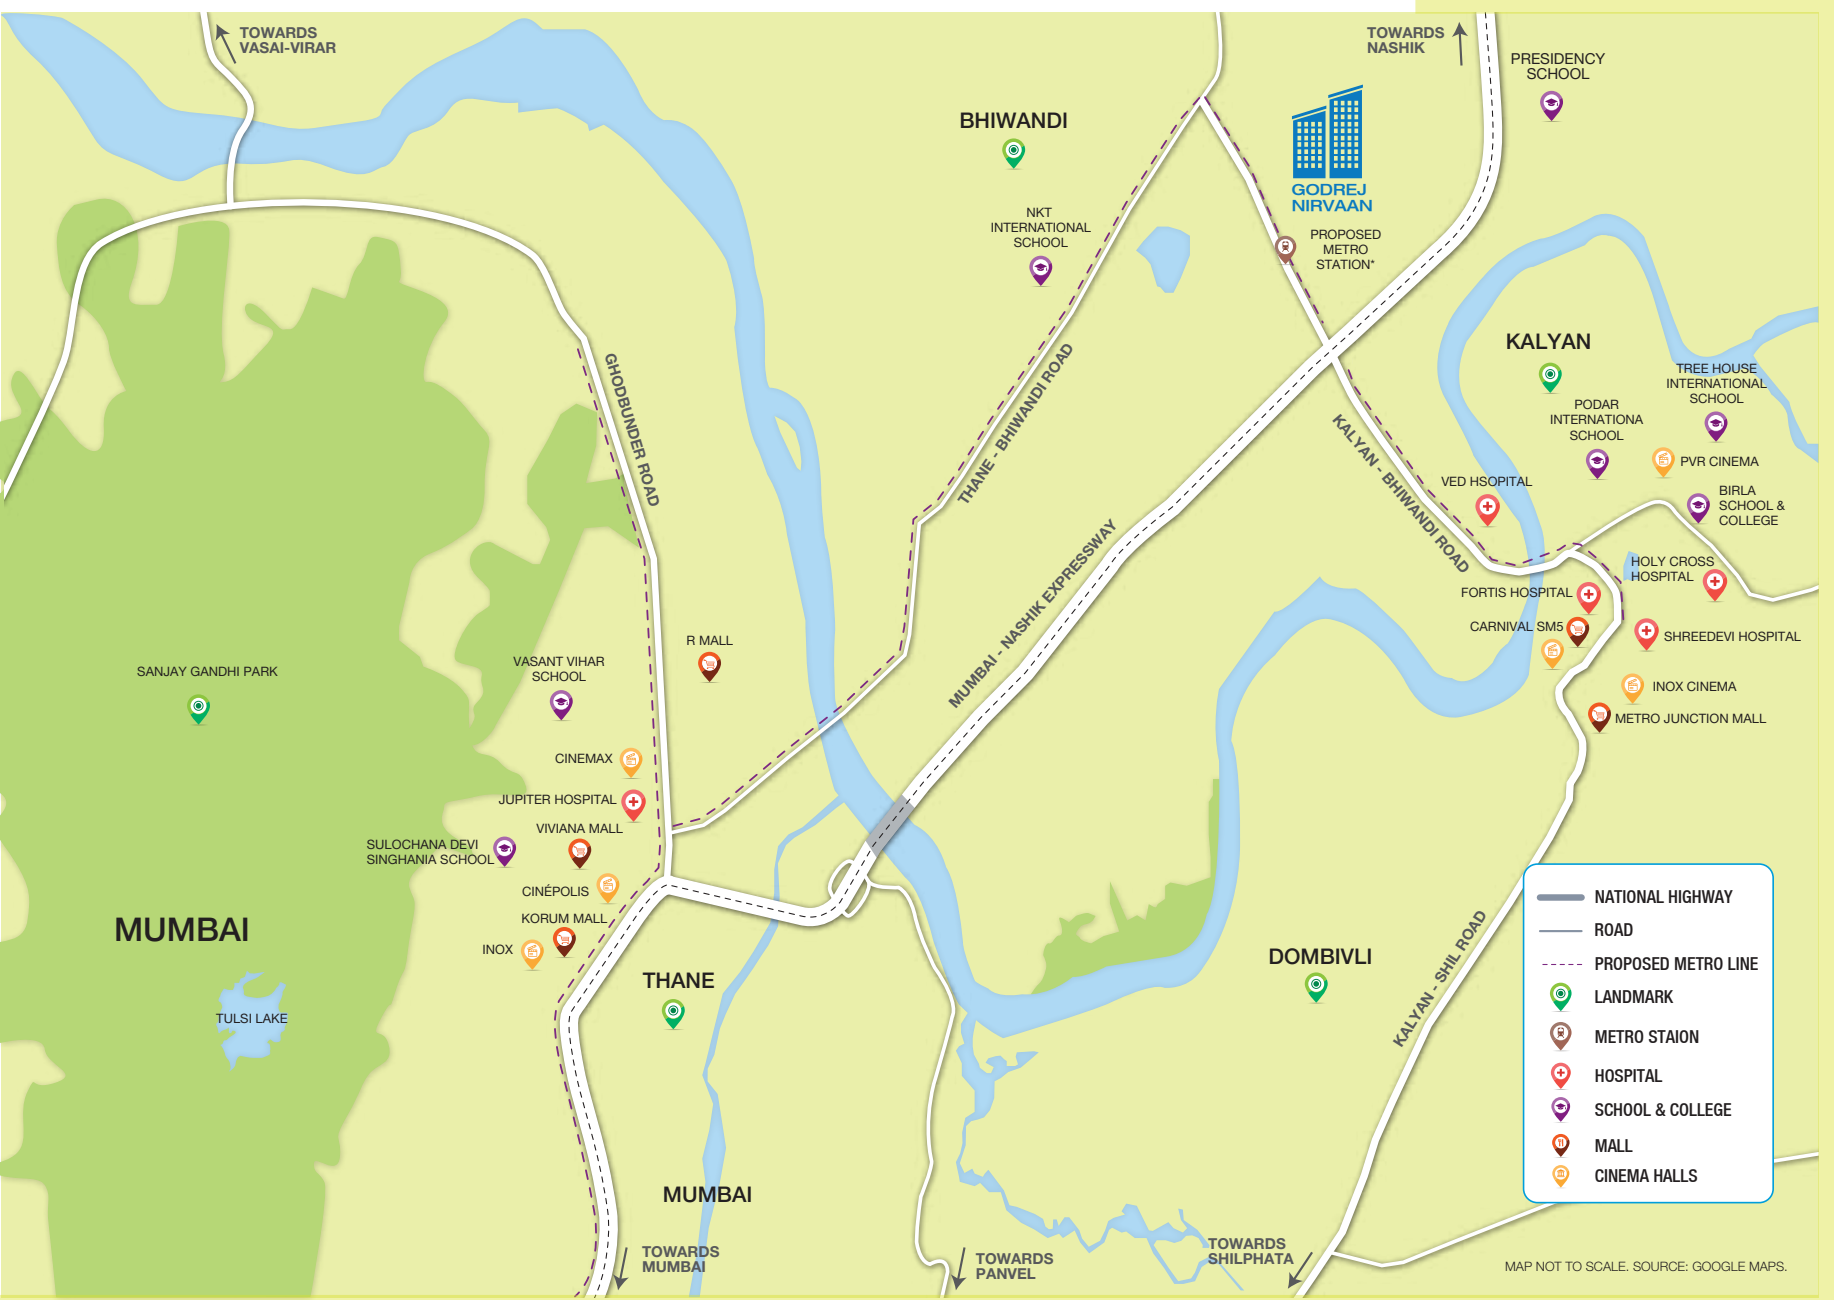 TOWARDS
VASAI-VIRAR
TOWARDS
NASHIK
PRESIDENCY
SCHOOL
BHIWANDI
GODREJ
NIRVAAN
NKT
INTERNATIONAL
SCHOOL
PROPOSED
METRO
STATION*
KALYAN
TREE HOUSE
INTERNATIONAL
SCHOOL
PODAR
INTERNATIONA
SCHOOL
PVR CINEMA
VED HSOPITAL
BIRLA
SCHOOL &
COLLEGE
GHODBUNDER ROAD
THANE - BHIWANDI ROAD
KALYAN - BHIWANDI ROAD
MUMBAI - NASHIK EXPRESSWAY
HOLY CROSS
HOSPITAL
FORTIS HOSPITAL
CARNIVAL SM5
SHREEDEVI HOSPITAL
INOX CINEMA
METRO JUNCTION MALL
R MALL
VASANT VIHAR
SCHOOL
SANJAY GANDHI PARK
CINEMAX
JUPITER HOSPITAL
VIVIANA MALL
SULOCHANA DEVI
SINGHANIA SCHOOL
CINÉPOLIS
KORUM MALL
INOX
MUMBAI
THANE
DOMBIVLI
KALYAN - SHIL ROAD
TULSI LAKE
MUMBAI
TOWARDS
MUMBAI
TOWARDS
PANVEL
TOWARDS
SHILPHATA
NATIONAL HIGHWAY
ROAD
PROPOSED METRO LINE
LANDMARK
METRO STAION
HOSPITAL
SCHOOL & COLLEGE
MALL
CINEMA HALLS
MAP NOT TO SCALE. SOURCE: GOOGLE MAPS.